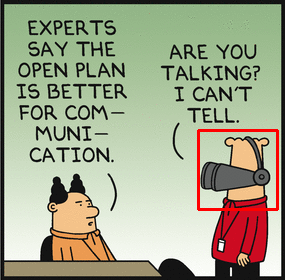 EXPERTS
SAY THE
OPEN PLAN
IS BETTER
FOR COM—
MUNI—
CATION.
ARE YOU
TALKING?
I CAN'T
TELL.